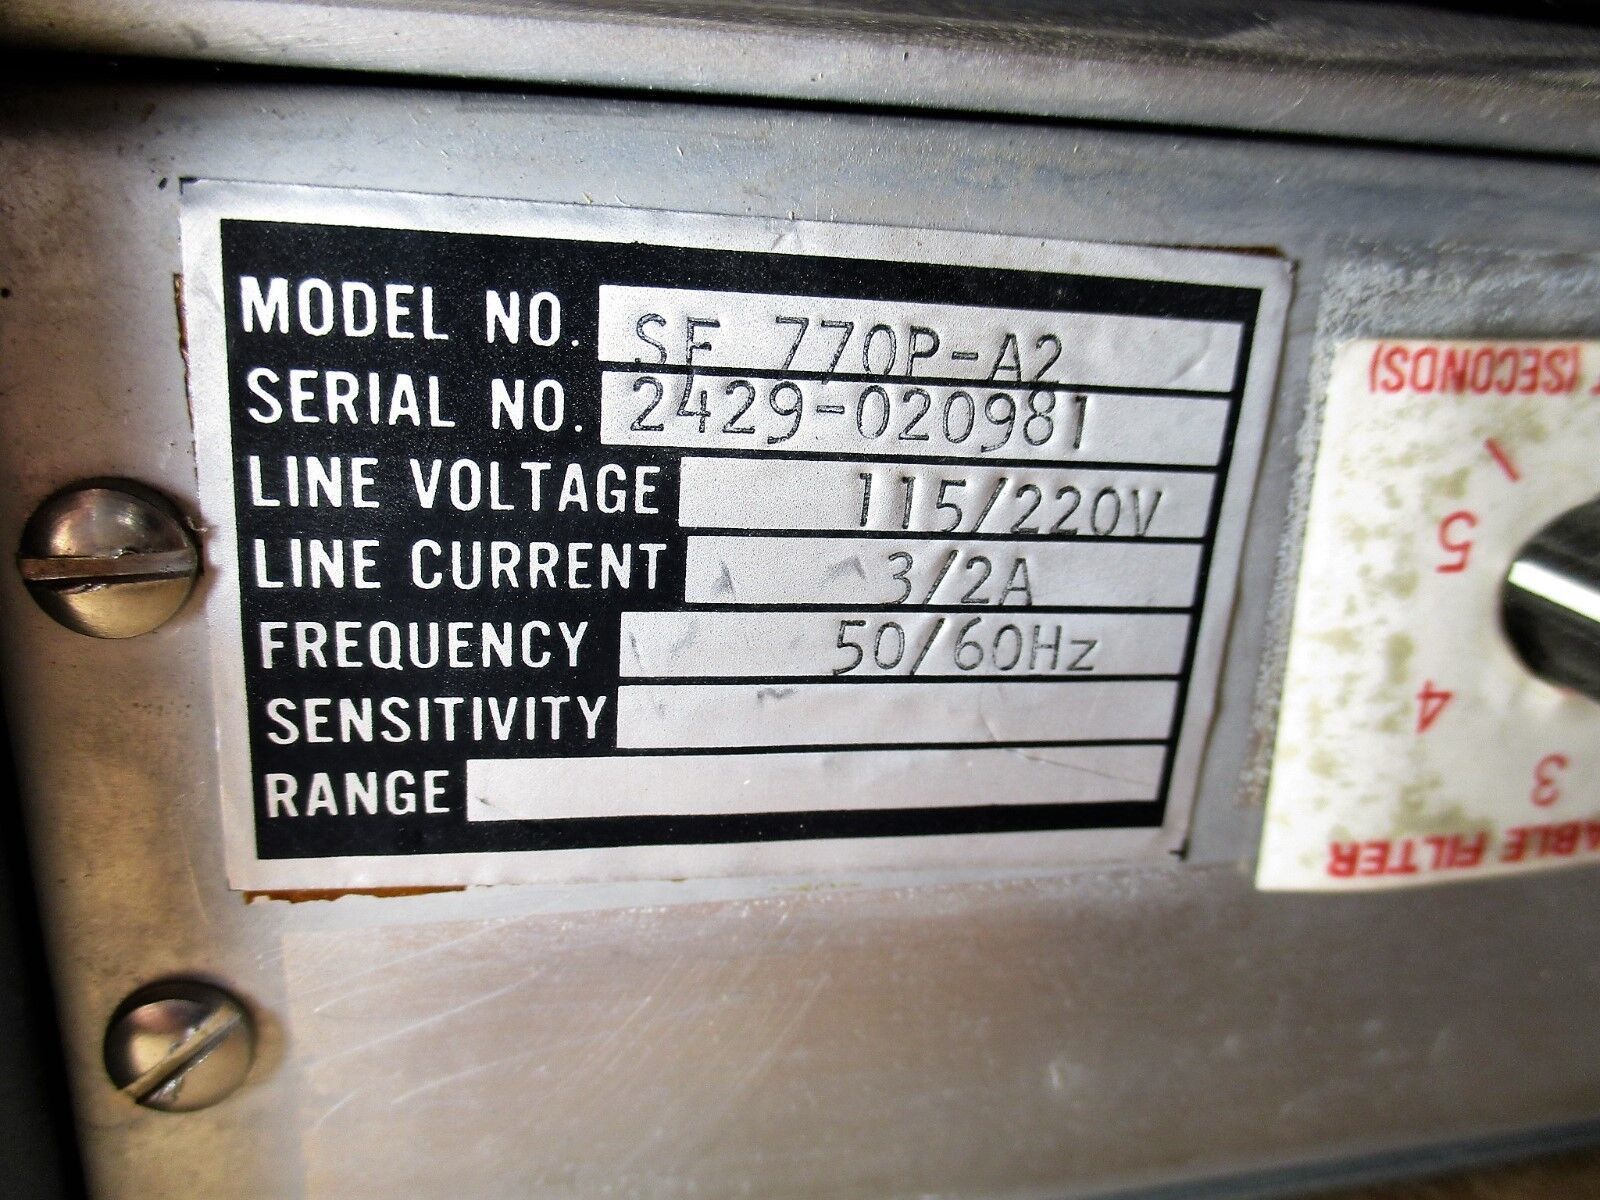 MODEL NO. SF 770P-A2
SERIAL NO. 2429-020981
LINE VOLTAGE 115/220V
LINE CURRENT 3/2A
FREQUENCY 50/60Hz
SENSITIVITY
RANGE
ABLE FILTER
3
4
5
1
(SECONDS)